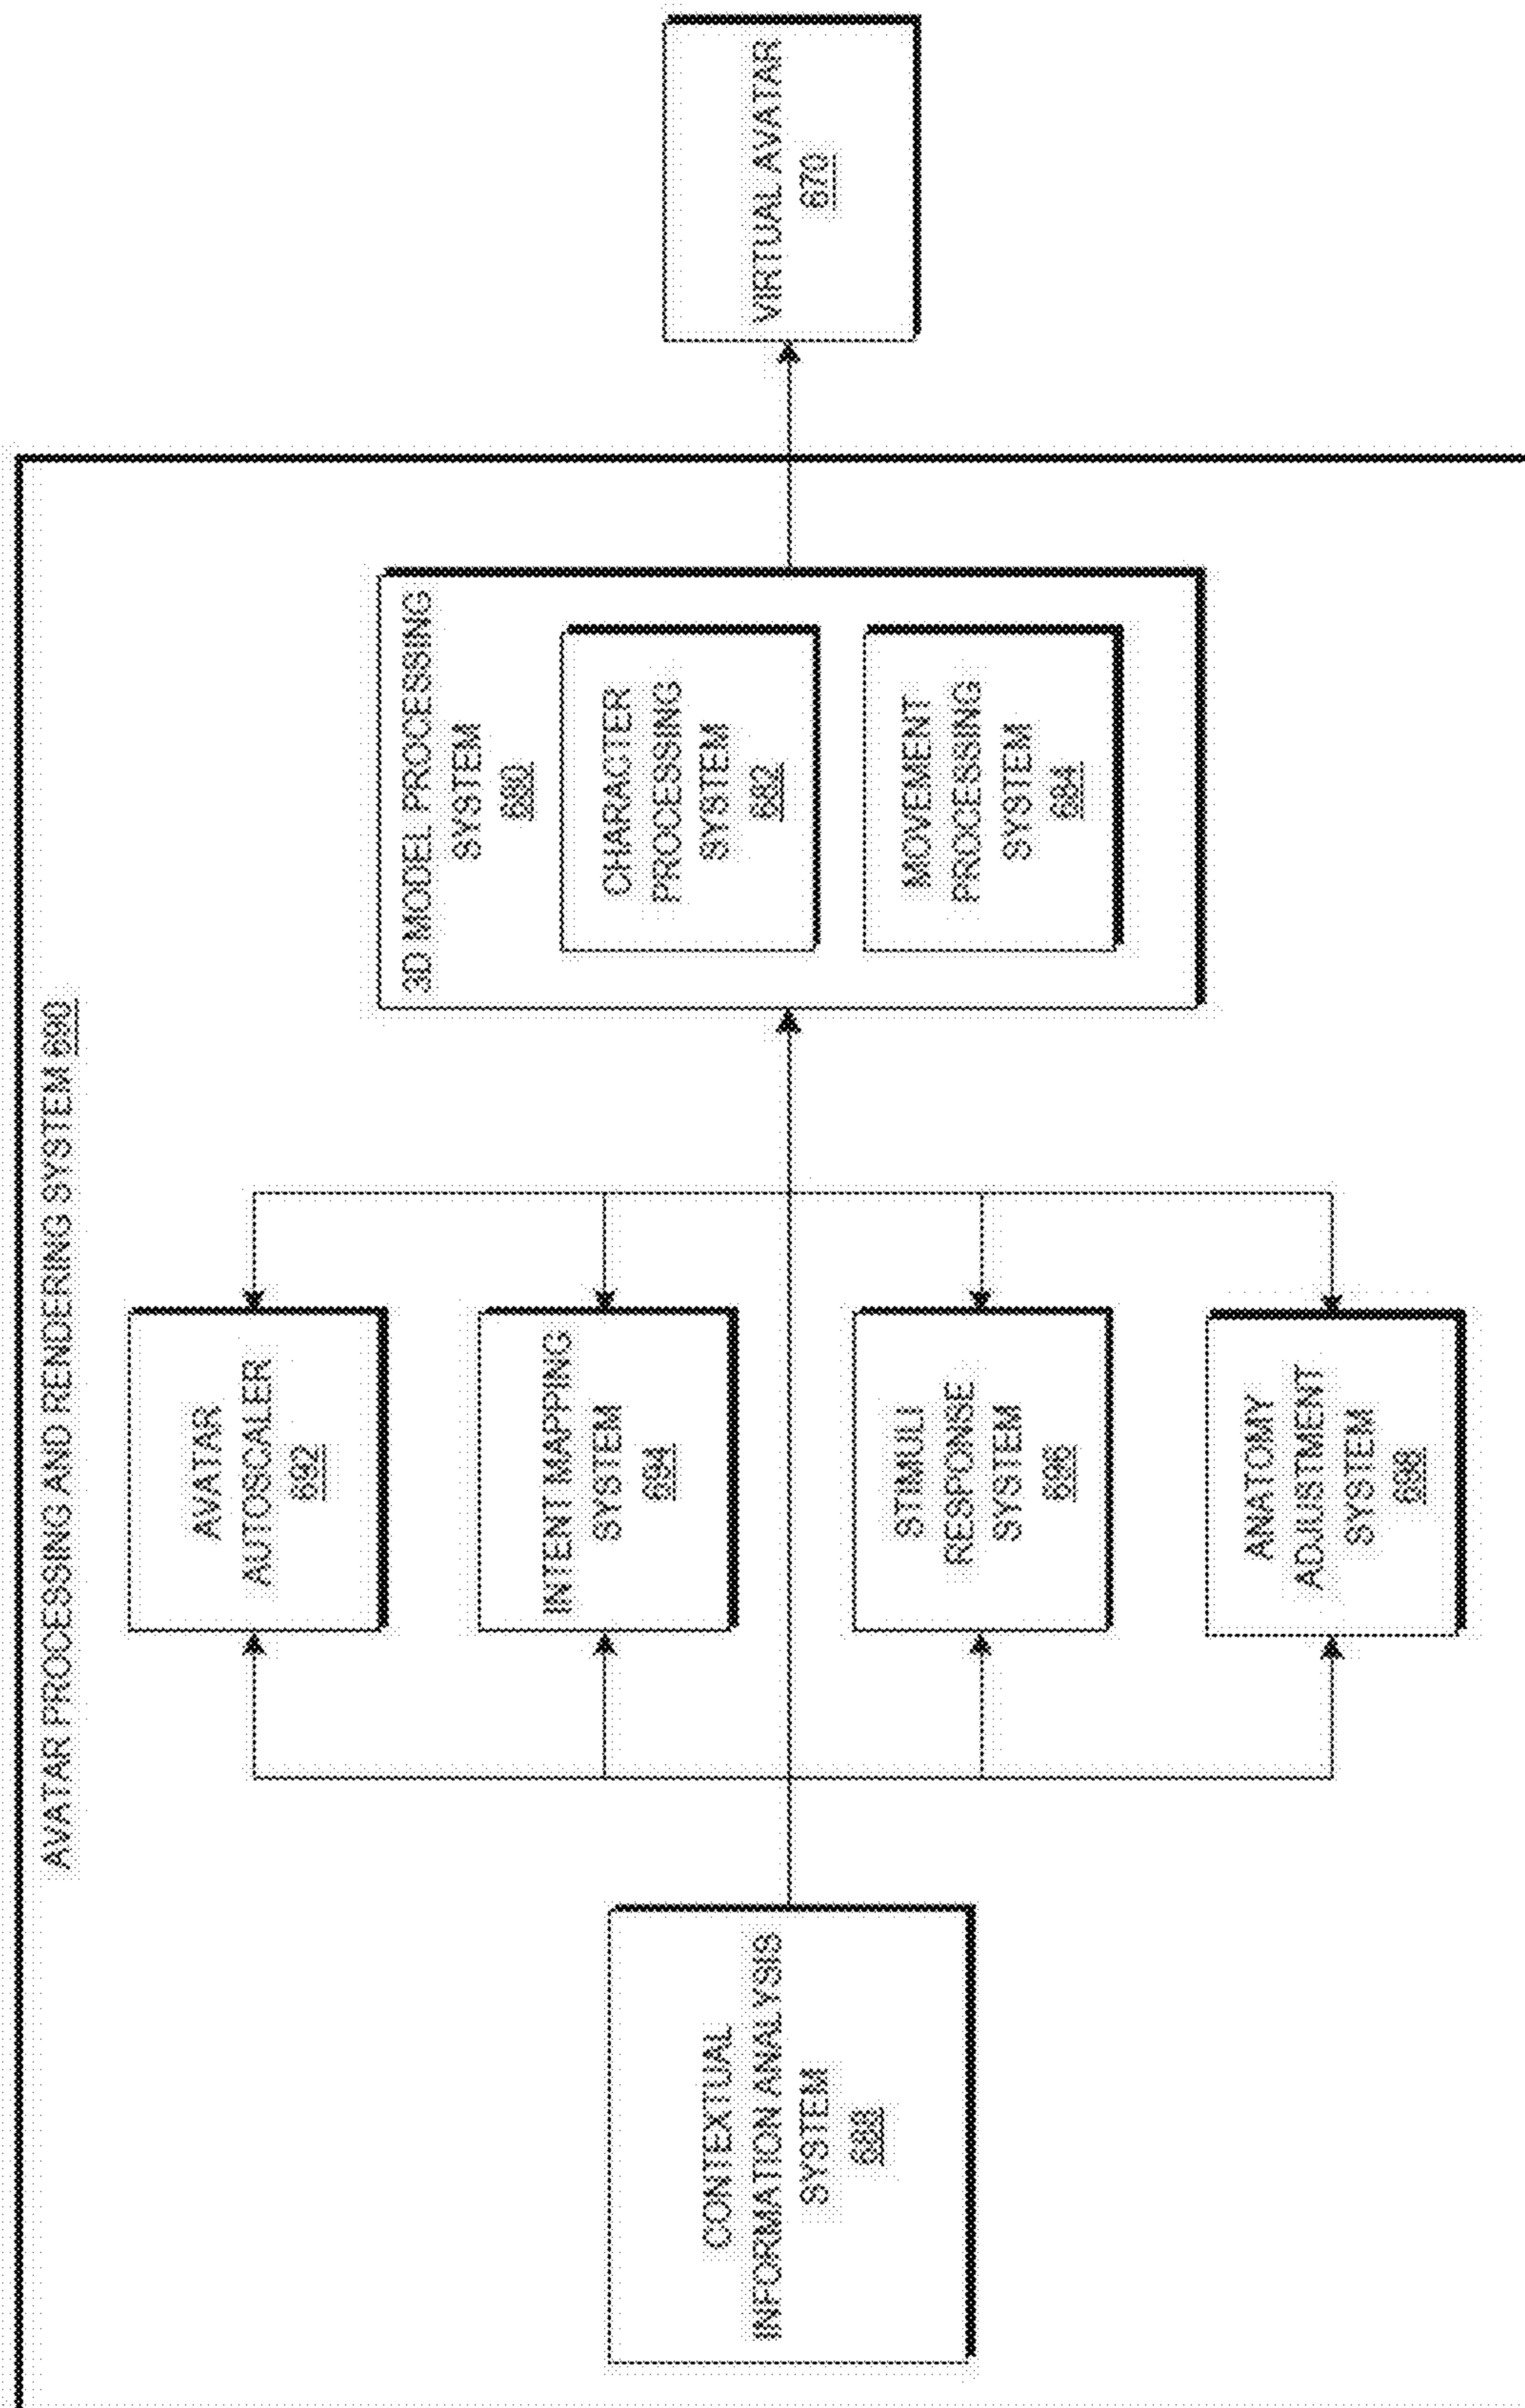 AVATAR PROCESSING AND RENDERING SYSTEM 690
CONTEXTUAL
INFORMATION ANALYSIS
SYSTEM
688
AVATAR
AUTOSCALER
692
INTENT MAPPING
SYSTEM
694
STIMULI
RESPONSE
SYSTEM
696
ANATOMY
ADJUSTMENT
SYSTEM
698
3D MODEL PROCESSING
SYSTEM
680
CHARACTER
PROCESSING
SYSTEM
682
MOVEMENT
PROCESSING
SYSTEM
684
VIRTUAL AVATAR
670